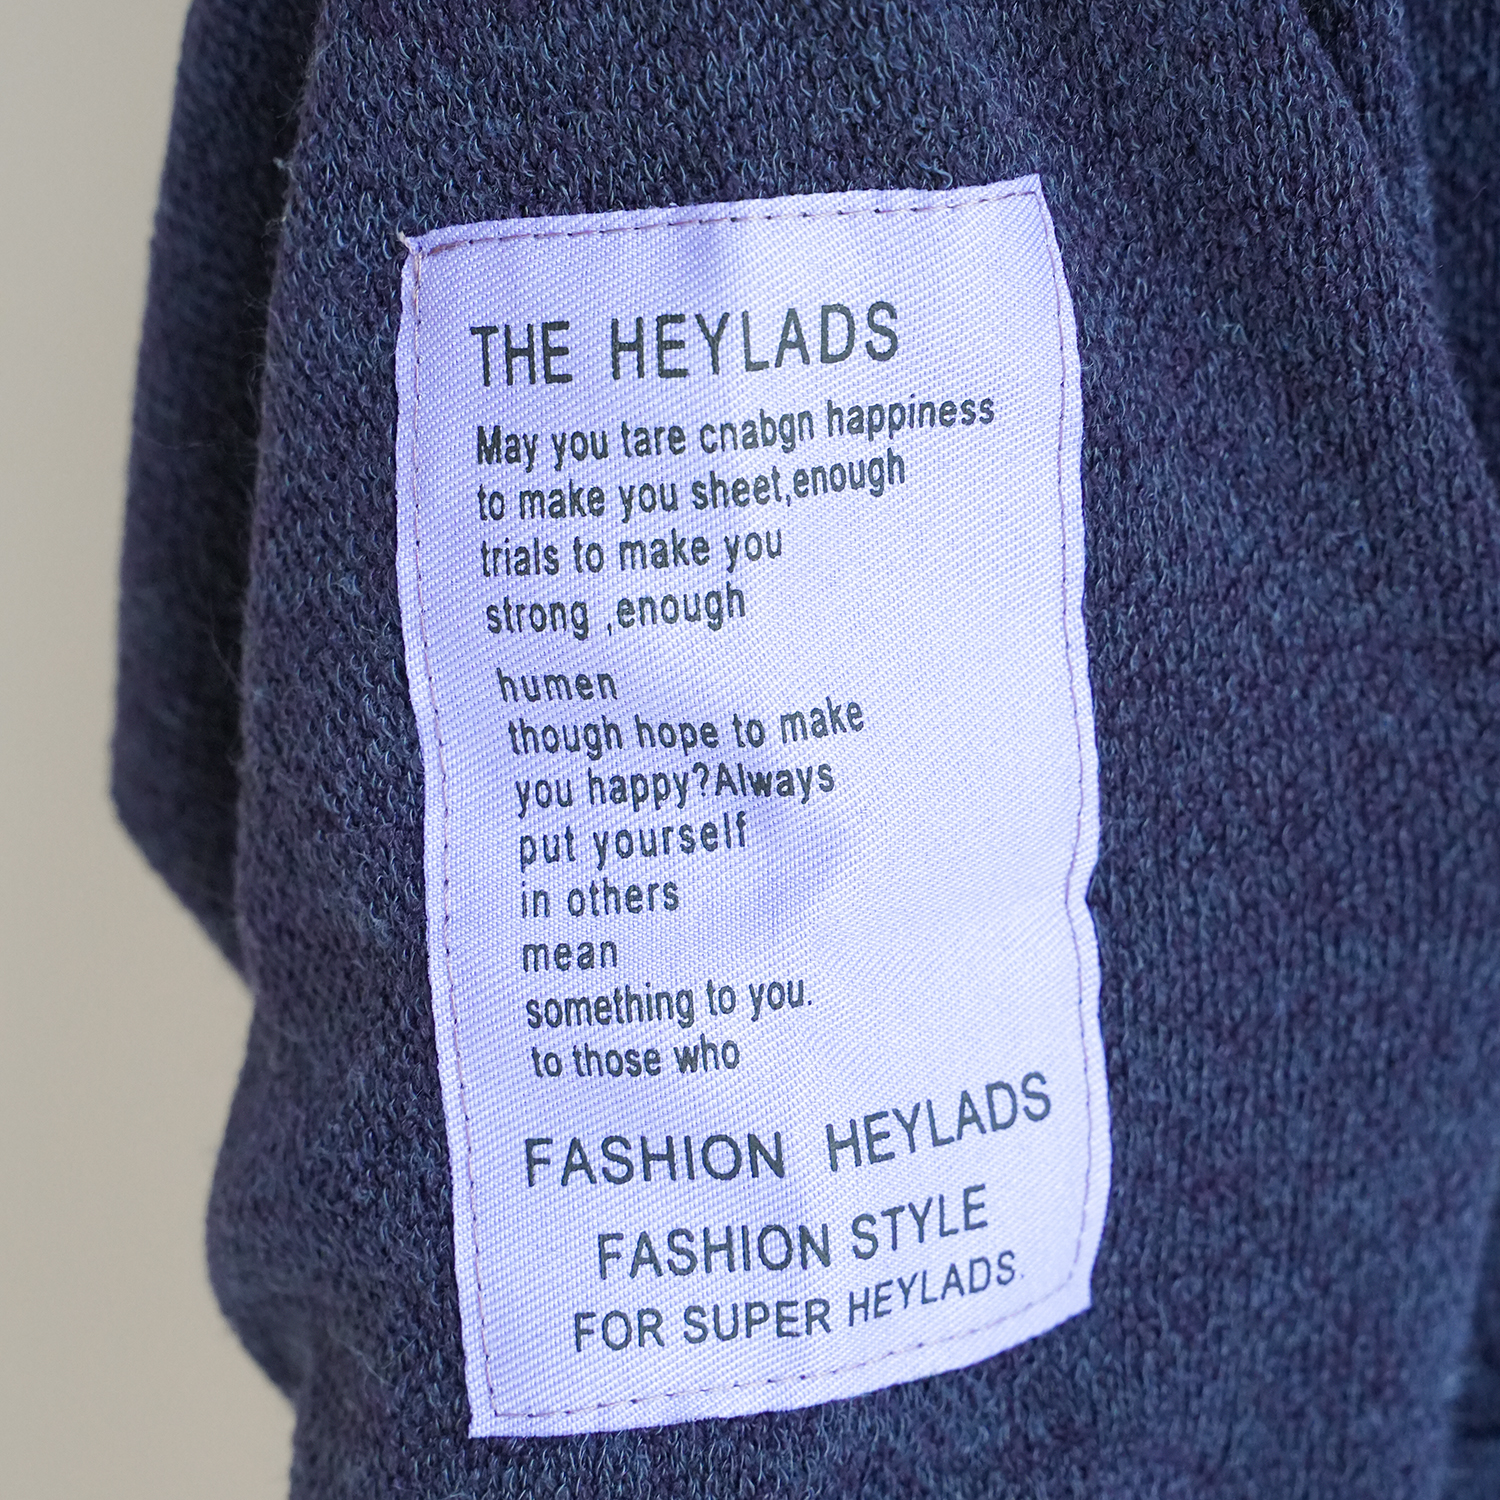 THE HEYLADS
May you tare cnabgn happiness
to make you sheet,enough
trials to make you
strong ,enough
humen
though hope to make
you happy?Always
put yourself
in others
mean
something to you.
to those who
FASHION HEYLADS
FASHION STYLE
FOR SUPER HEYLADS.